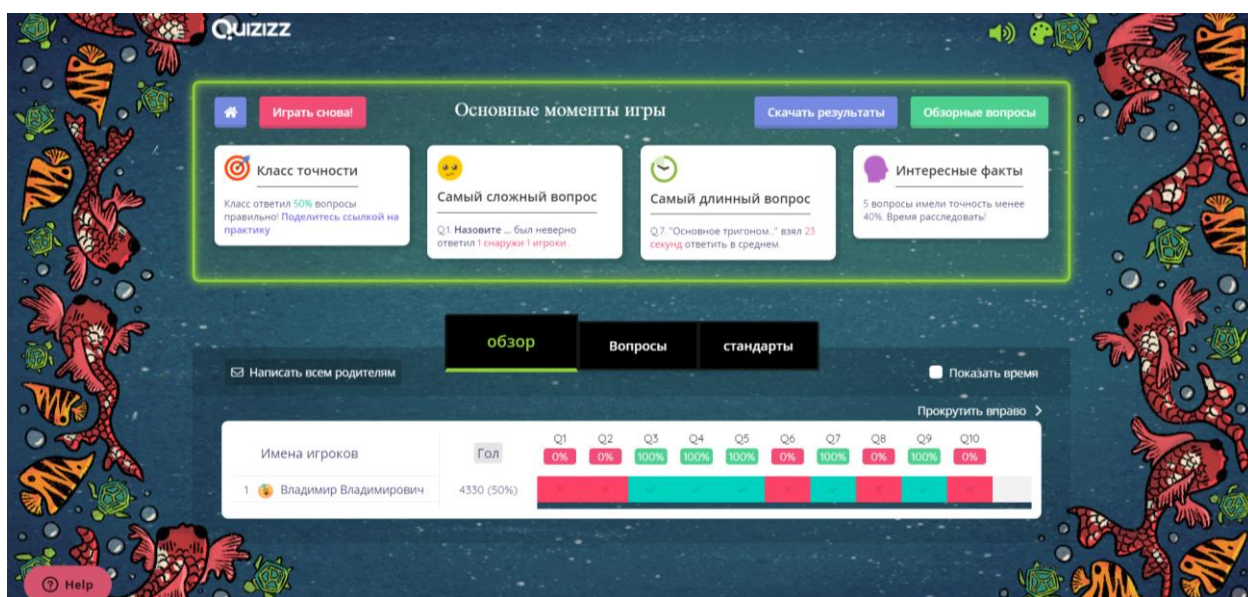 QUIZIZZ
Играть снова!
Основные моменты игры
Скачать результаты
Обзорные вопросы
Класс точности
Класс ответил 50% вопросы
правильно! Поделитесь ссылкой на
практику
Самый сложный вопрос
Q.1. Назовите ... был неверно
ответил 1 снаружи 1 игроки.
Самый длинный вопрос
Q.7. "Основное тригоном..." взял 23
секунд ответить в среднем.
Интересные факты
5 вопросы имели точность менее
40%. Время расследовать!
обзор
Вопросы
стандарты
Написать всем родителям
Показать время
Прокрутить вправо
Имена игроков Гол Q1 Q2 Q3 Q4 Q5 Q6 Q7 Q8 Q9 Q10
0% 0% 100% 100% 100% 0% 100% 0% 100% 0%
1 Владимир Владимирович 4330 (50%)
Help